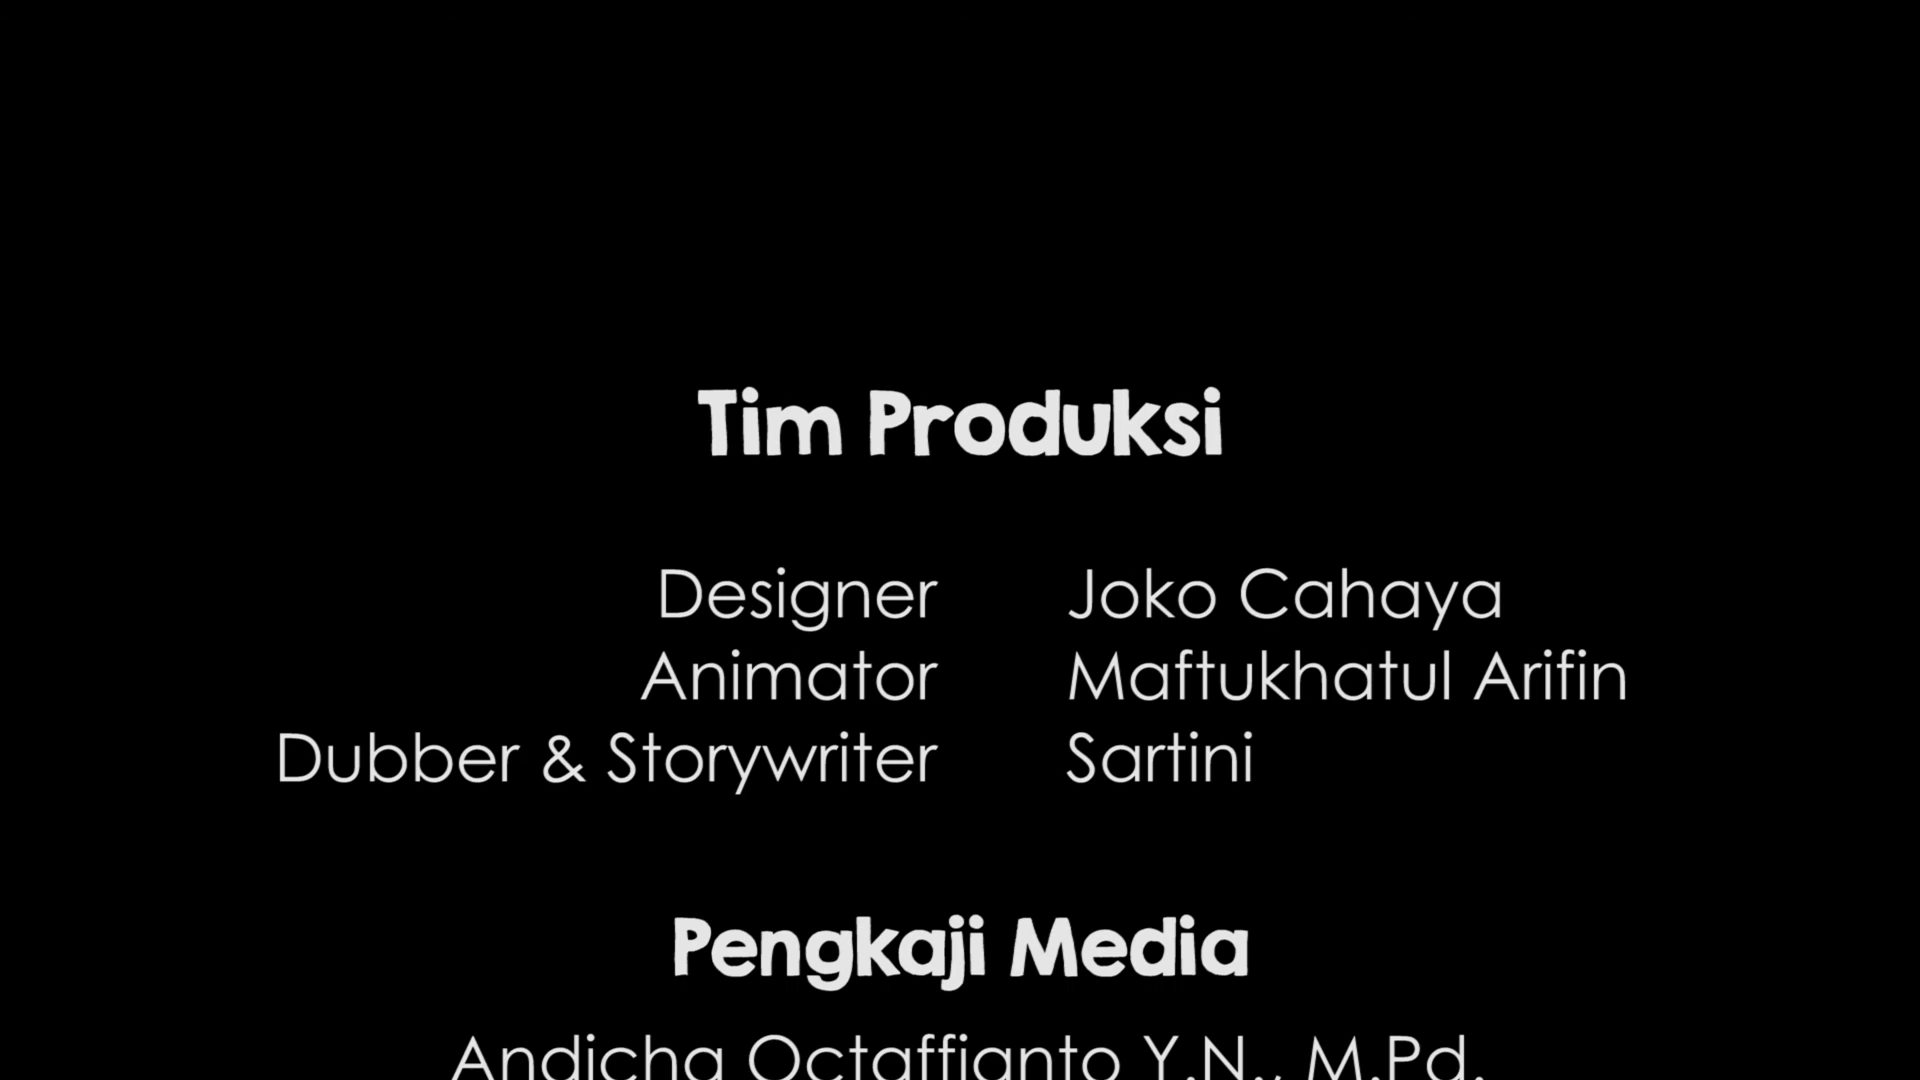 Tim Produksi
Designer Joko Cahaya
Animator Maftukhatul Arifin
Dubber & Storywriter Sartini
Pengkaji Media
Andicha Octaffianto Y.N., M.Pd.